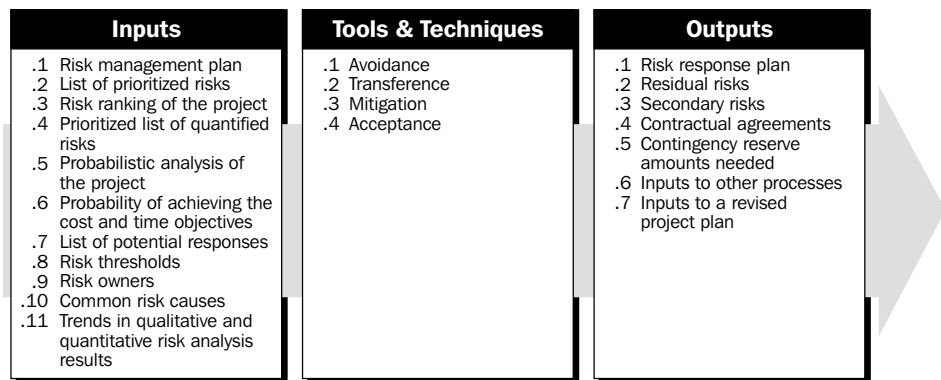 Inputs
.1 Risk management plan
.2 List of prioritized risks
.3 Risk ranking of the project
.4 Prioritized list of quantified
risks
.5 Probabilistic analysis of
the project
.6 Probability of achieving the
cost and time objectives
.7 List of potential responses
.8 Risk thresholds
.9 Risk owners
.10 Common risk causes
.11 Trends in qualitative and
quantitative risk analysis
results
Tools & Techniques
.1 Avoidance
.2 Transference
.3 Mitigation
.4 Acceptance
Outputs
.1 Risk response plan
.2 Residual risks
.3 Secondary risks
.4 Contractual agreements
.5 Contingency reserve
amounts needed
.6 Inputs to other processes
.7 Inputs to a revised
project plan